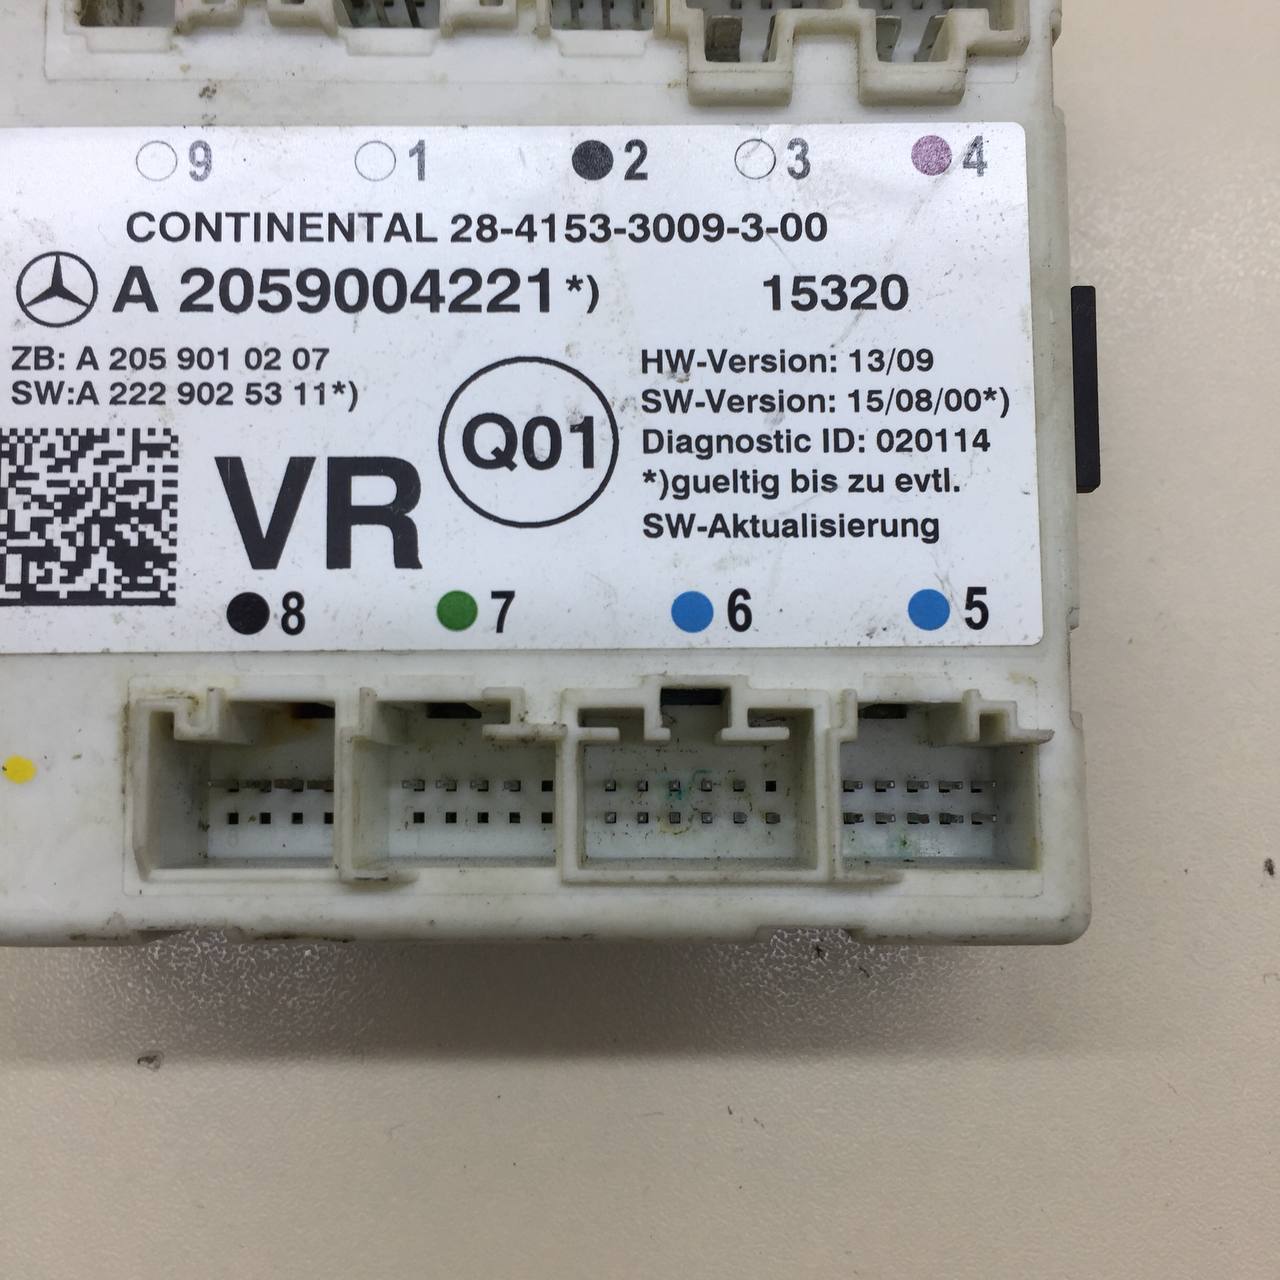 9 1 2 3 4
CONTINENTAL 28-4153-3009-3-00
A 2059004221*) 15320
ZB: A 205 901 02 07
SW:A 222 902 53 11*)
VR
Q01
HW-Version: 13/09
SW-Version: 15/08/00*)
Diagnostic ID: 020114
*)gueltig bis zu evtl.
SW-Aktualisierung
8 7 6 5